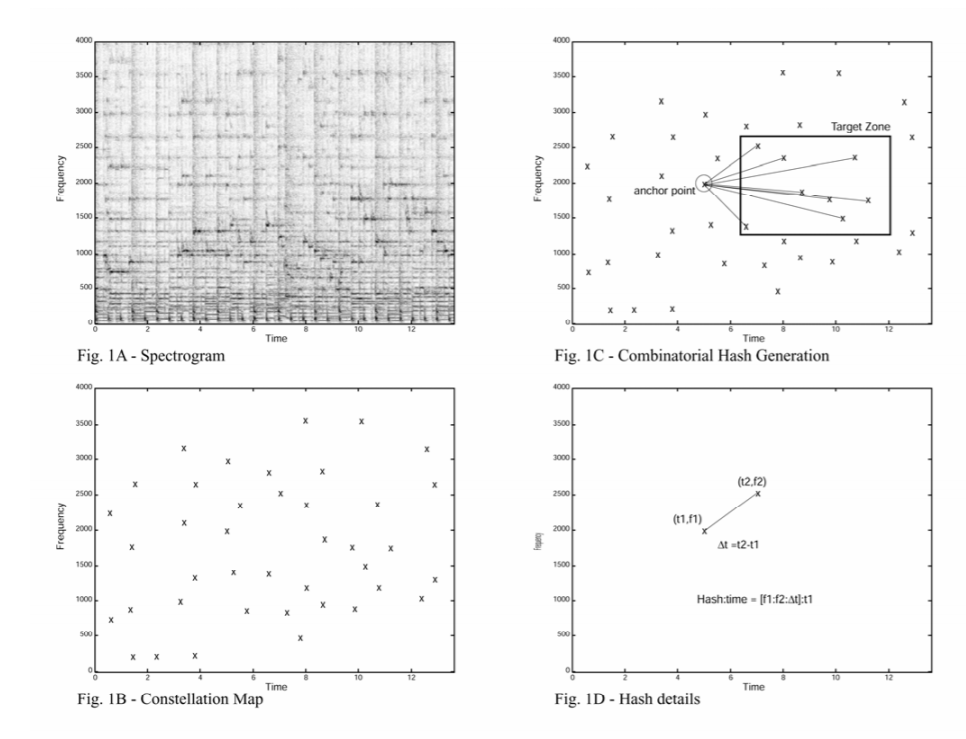 4000
3500
3000
2500
2000
1500
1000
500
0
Frequency
0 2 4 6 8 10 12
Time
Fig. 1A - Spectrogram
4000
3500
3000
2500
2000
1500
1000
500
0
Frequency
Target Zone
anchor point
0 2 4 6 8 10 12
Time
Fig. 1C - Combinatorial Hash Generation
4000
3500
3000
2500
2000
1500
1000
500
0
Frequency
0 2 4 6 8 10 12
Time
Fig. 1B - Constellation Map
4000
3500
3000
2500
2000
1500
1000
500
0
Frequency
(t2,f2)
(t1,f1)
Δt =t2-t1
Hash:time = [f1:f2:Δt]:t1
0 2 4 6 8 10 12
Time
Fig. 1D - Hash details